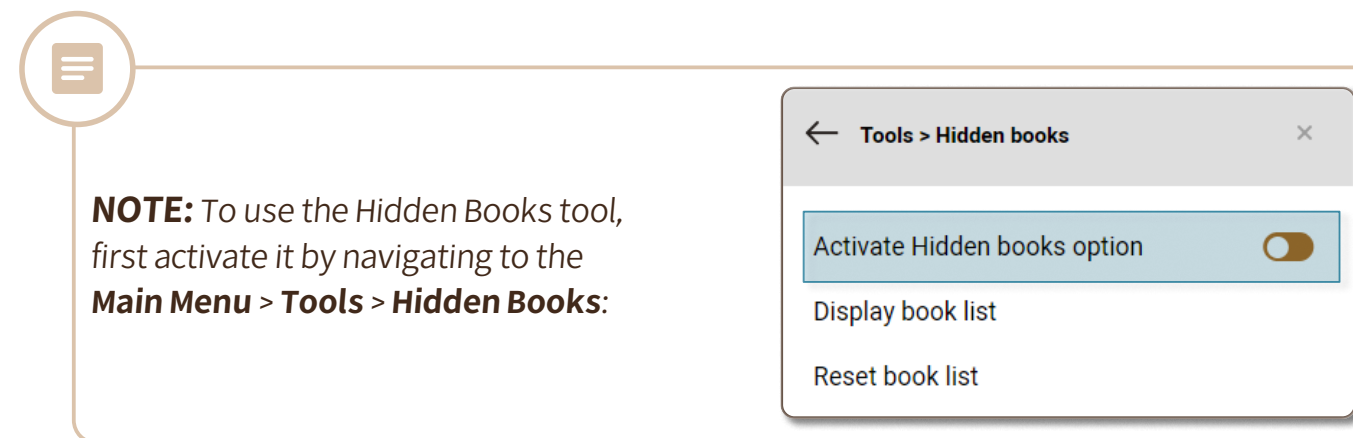 NOTE: To use the Hidden Books tool,
first activate it by navigating to the
Main Menu > Tools > Hidden Books:
Tools > Hidden books
Activate Hidden books option
Display book list
Reset book list